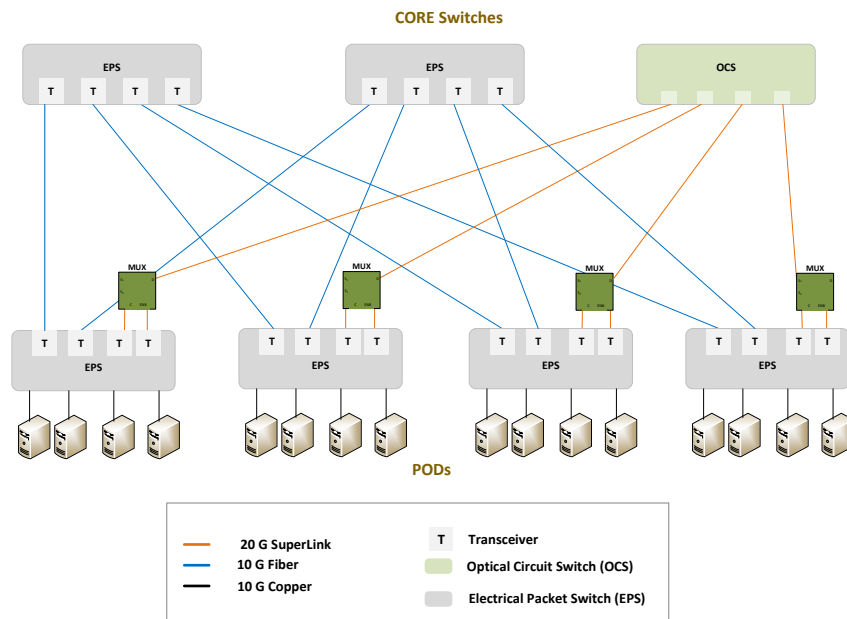 CORE Switches
EPS
EPS
OCS
T T T T
T T T T
MUX
MUX
MUX
MUX
T T T T
T T T T
T T T T
T T T T
EPS
EPS
EPS
EPS
PODs
20 G SuperLink
10 G Fiber
10 G Copper
T Transceiver
Optical Circuit Switch (OCS)
Electrical Packet Switch (EPS)